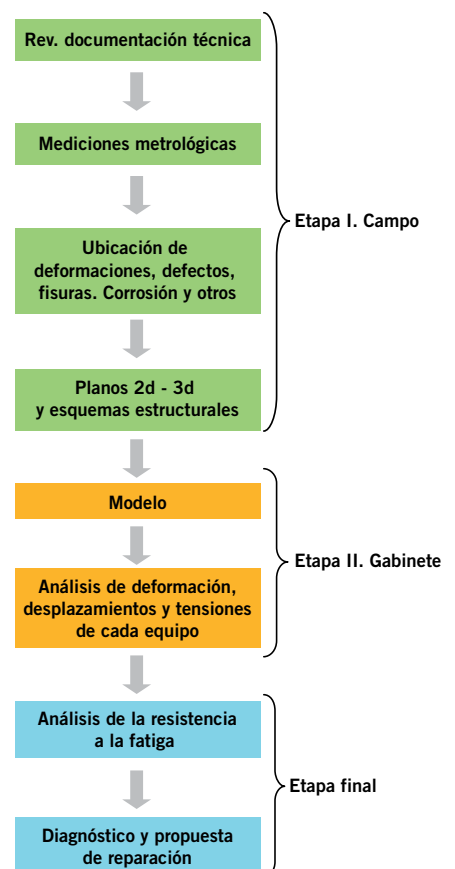 Rev. documentación técnica
Mediciones metrológicas
Ubicación de
deformaciones, defectos,
fisuras. Corrosión y otros
Planos 2d - 3d
y esquemas estructurales
Etapa I. Campo
Modelo
Análisis de deformación,
desplazamientos y tensiones
de cada equipo
Etapa II. Gabinete
Análisis de la resistencia
a la fatiga
Diagnóstico y propuesta
de reparación
Etapa final